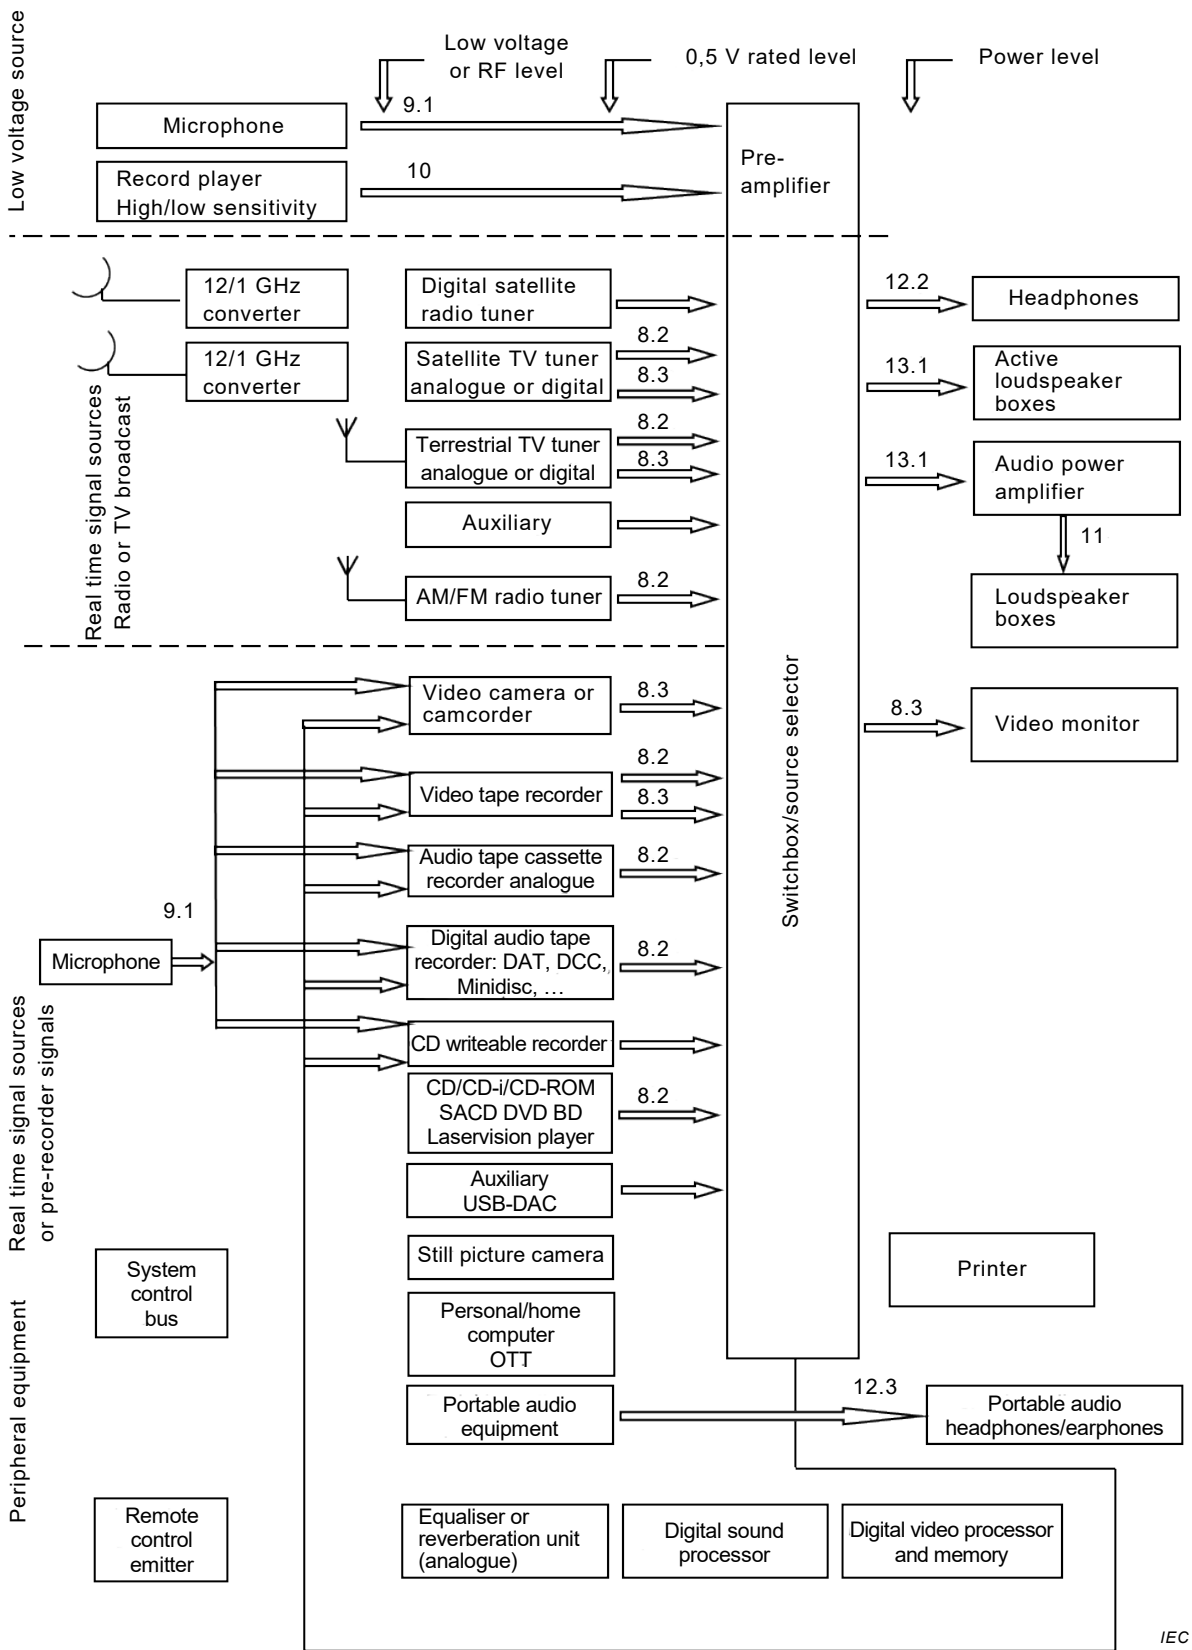 Low voltage source
Low voltage
or RF level
0,5 V rated level
Power level
Microphone
9.1
Record player
High/low sensitivity
10
Pre-
amplifier
Real time signal sources
Radio or TV broadcast
12/1 GHz
converter
Digital satellite
radio tuner
12.2
Headphones
12/1 GHz
converter
Satellite TV tuner
analogue or digital
8.2
8.3
13.1
Active
loudspeaker
boxes
Terrestrial TV tuner
analogue or digital
8.2
8.3
13.1
Audio power
amplifier
Auxiliary
11
AM/FM radio tuner
8.2
Loudspeaker
boxes
Switchbox/source selector
Real time signal sources
or pre-recorder signals
Video camera or
camcorder
8.3
8.3
Video monitor
Video tape recorder
8.2
8.3
Audio tape cassette
recorder analogue
8.2
9.1
Microphone
Digital audio tape
recorder: DAT, DCC,
Minidisc, …
8.2
CD writeable recorder
CD/CD-i/CD-ROM
SACD DVD BD
Laservision player
8.2
Auxiliary
USB-DAC
Peripheral equipment
System
control
bus
Still picture camera
Printer
Personal/home
computer
OTT
Portable audio
equipment
12.3
Portable audio
headphones/earphones
Remote
control
emitter
Equaliser or
reverberation unit
(analogue)
Digital sound
processor
Digital video processor
and memory
IEC